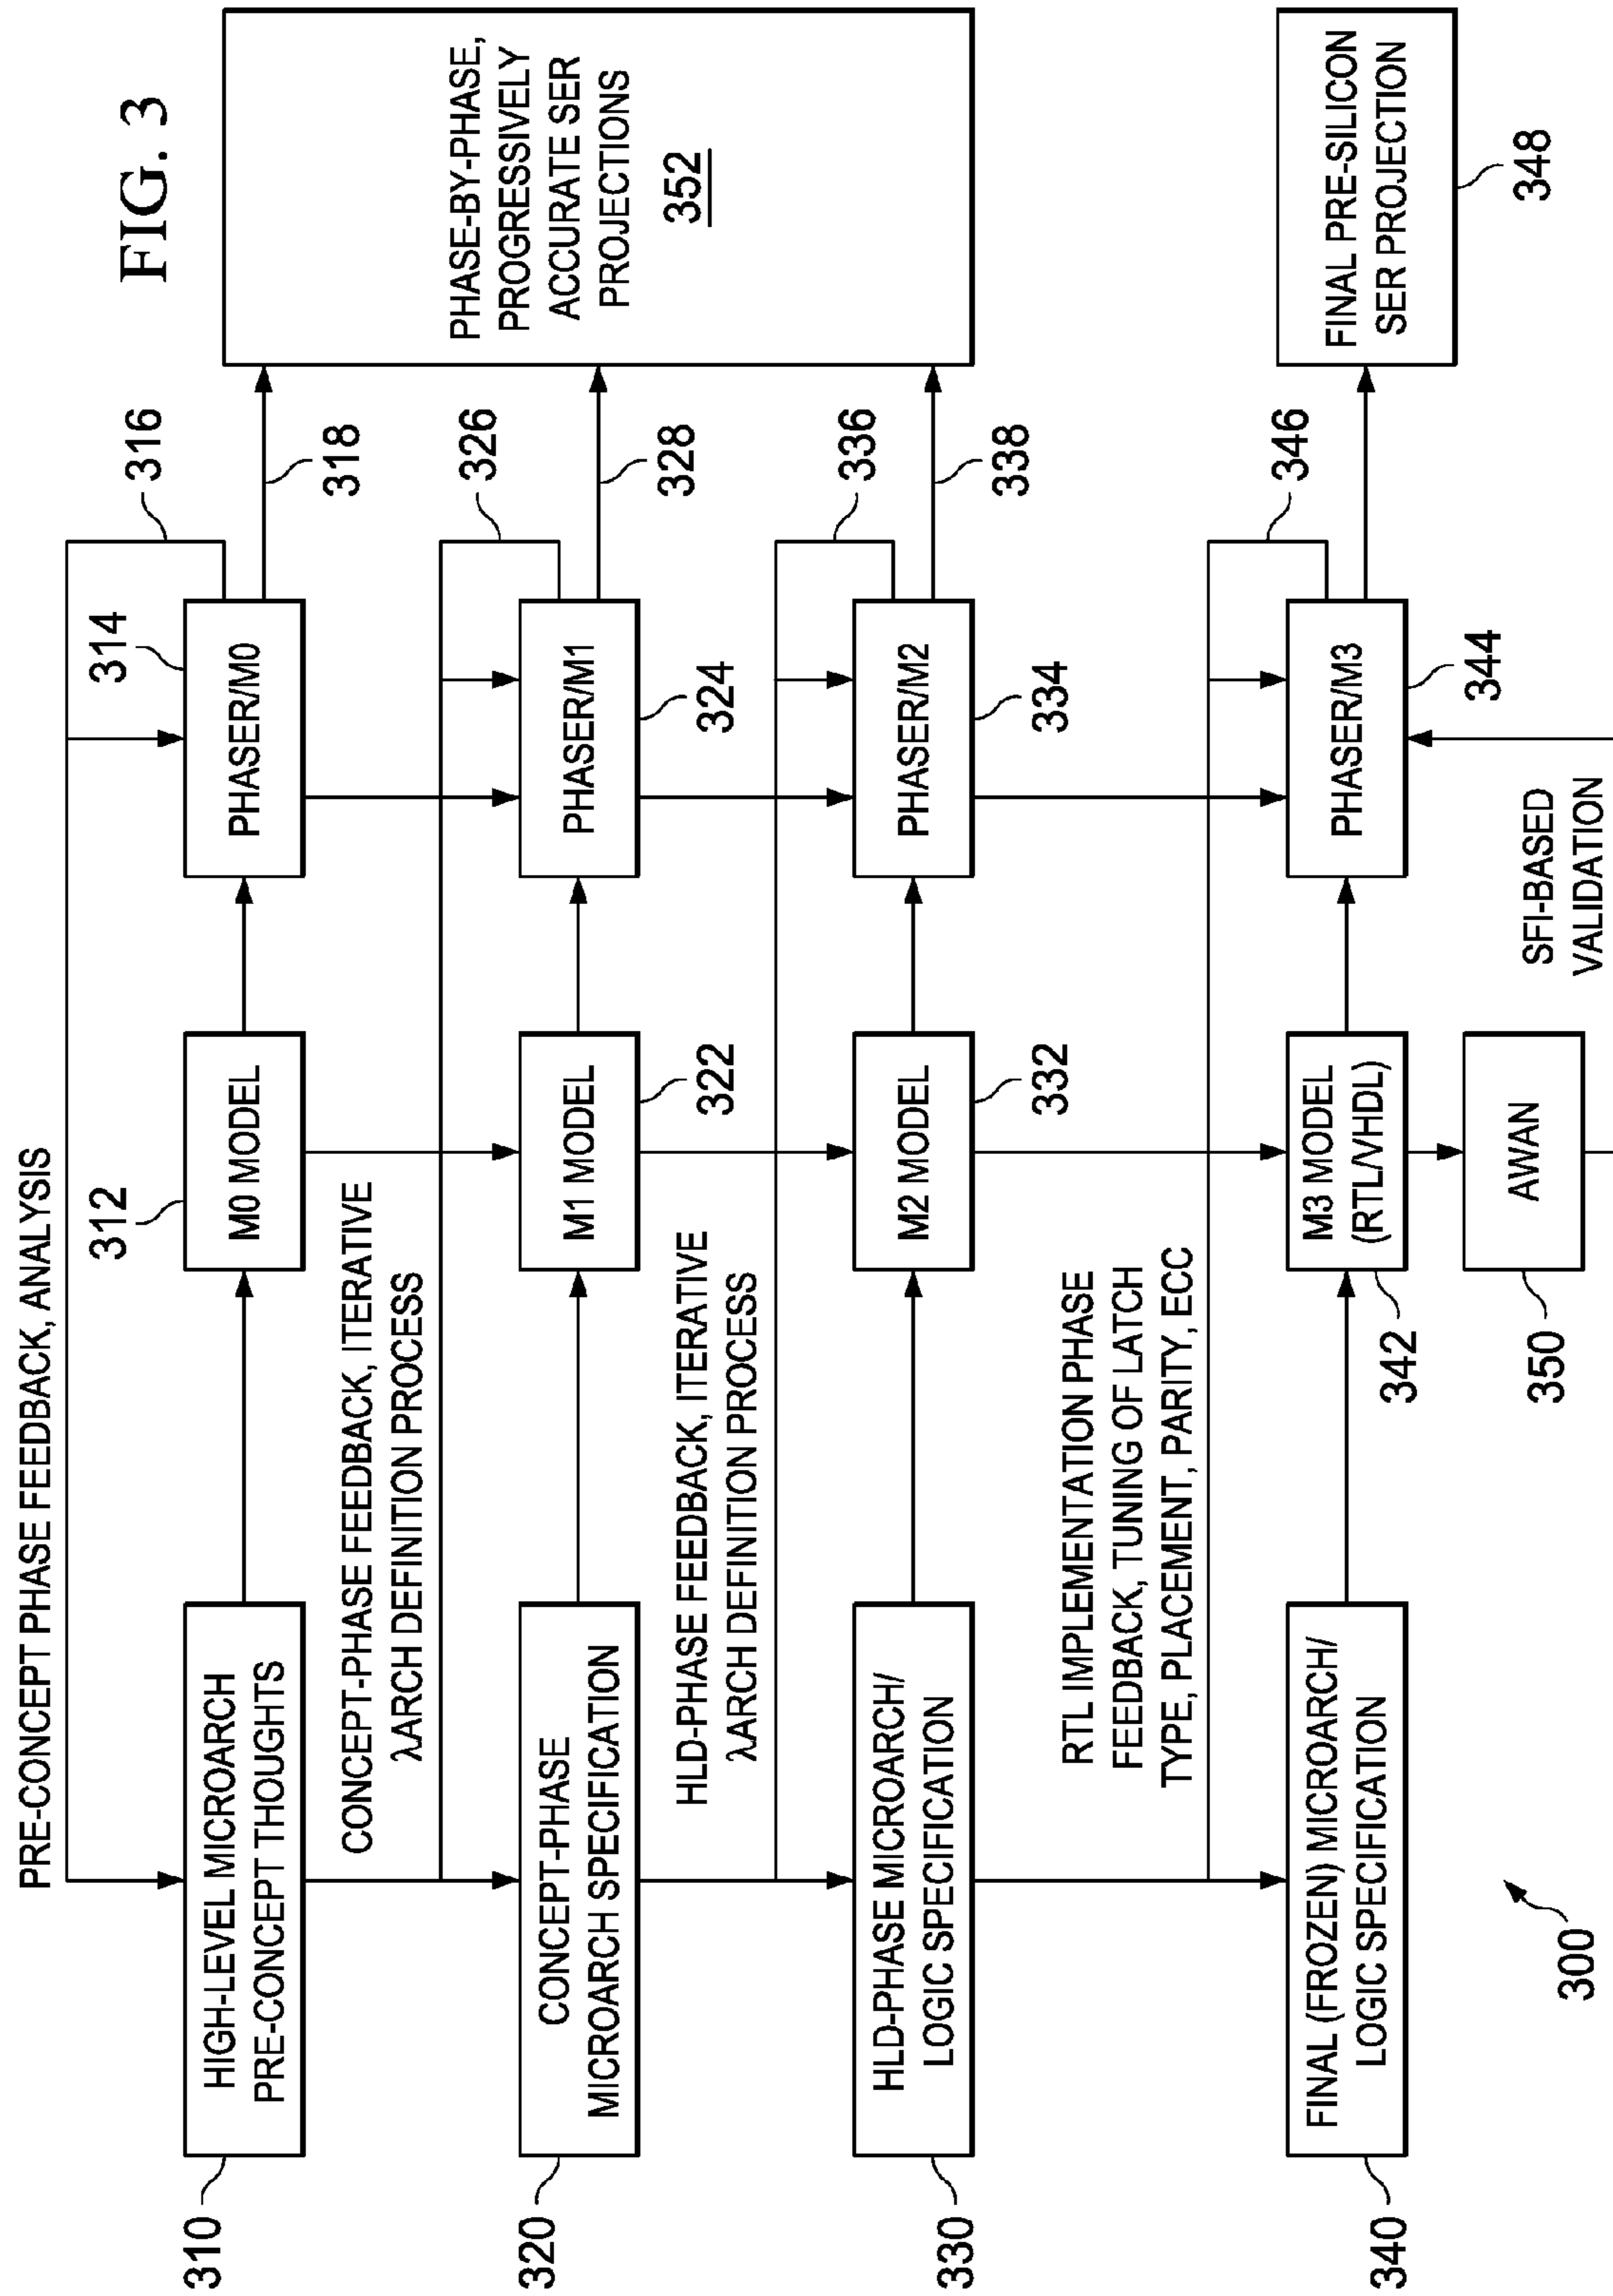 FIG. 3
PRE-CONCEPT PHASE FEEDBACK, ANALYSIS
316
310
HIGH-LEVEL MICROARCH
PRE-CONCEPT THOUGHTS
312
M0 MODEL
314
PHASER/M0
318
PHASE-BY-PHASE,
PROGRESSIVELY
ACCURATE SER
PROJECTIONS
352
CONCEPT-PHASE FEEDBACK, ITERATIVE
λARCH DEFINITION PROCESS
326
320
CONCEPT-PHASE
MICROARCH SPECIFICATION
M1 MODEL
322
PHASER/M1
324
328
HLD-PHASE FEEDBACK, ITERATIVE
λARCH DEFINITION PROCESS
336
330
HLD-PHASE MICROARCH/
LOGIC SPECIFICATION
M2 MODEL
332
PHASER/M2
334
338
RTL IMPLEMENTATION PHASE
FEEDBACK, TUNING OF LATCH
TYPE, PLACEMENT, PARITY, ECC
346
340
FINAL (FROZEN) MICROARCH/
LOGIC SPECIFICATION
M3 MODEL
(RTL/VHDL)
342
PHASER/M3
344
FINAL PRE-SILICON
SER PROJECTION
348
350
AWAN
SFI-BASED
VALIDATION
300